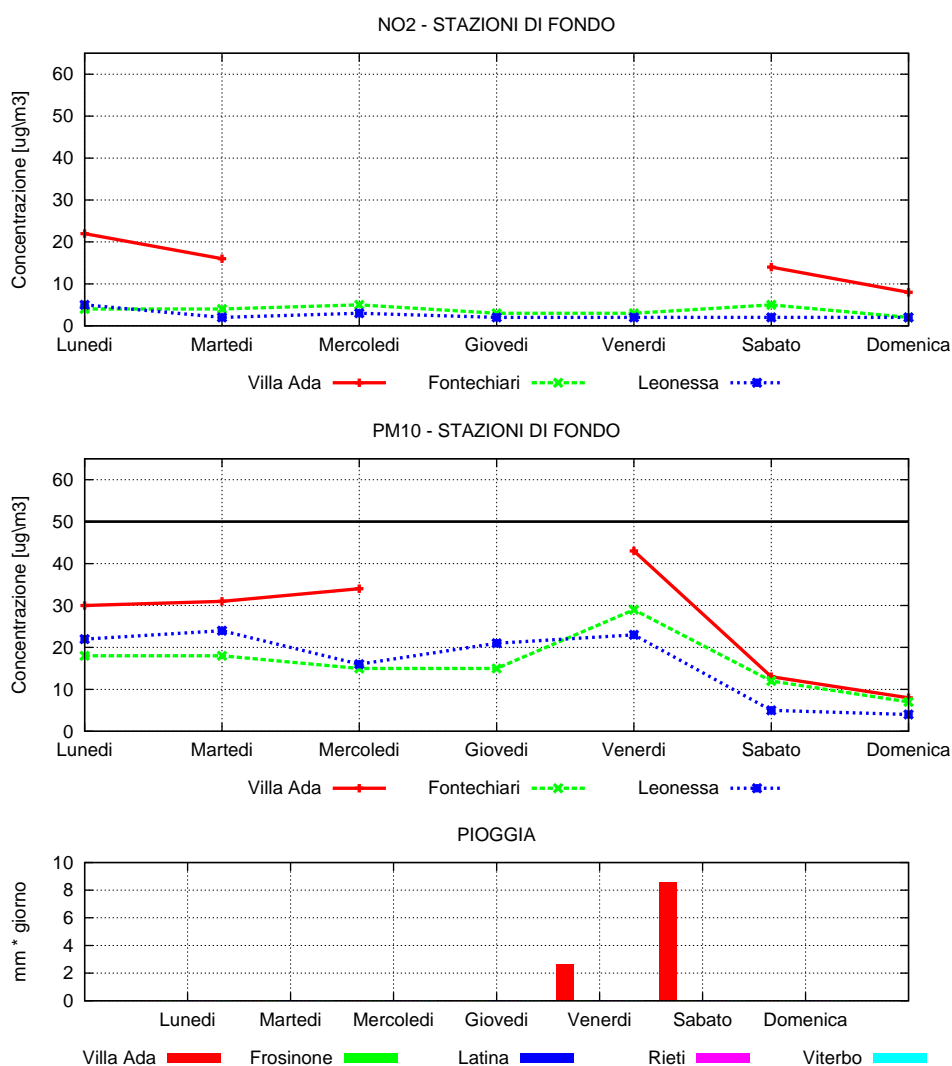 NO2 - STAZIONI DI FONDO
Concentrazione [ug\m3]
60
50
40
30
20
10
0
Lunedi Martedi Mercoledi Giovedi Venerdi Sabato Domenica
Villa Ada Fontechiari Leonessa
PM10 - STAZIONI DI FONDO
Concentrazione [ug\m3]
60
50
40
30
20
10
0
Lunedi Martedi Mercoledi Giovedi Venerdi Sabato Domenica
Villa Ada Fontechiari Leonessa
PIOGGIA
mm * giorno
10
8
6
4
2
0
Lunedi Martedi Mercoledi Giovedi Venerdi Sabato Domenica
Villa Ada Frosinone Latina Rieti Viterbo